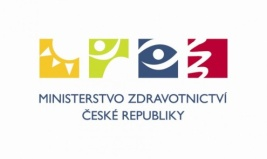 MINISTERSTVO ZDRAVOTNICTVÍ
ČESKÉ REPUBLIKY